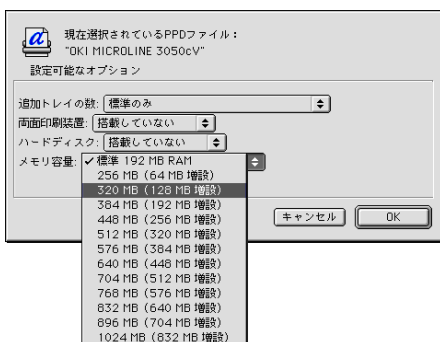 現在選択されているPPDファイル：
"OKI MICROLINE 3050cV"
設定可能なオプション
追加トレイの数: 標準のみ
両面印刷装置: 搭載していない
ハードディスク: 搭載していない
メモリ容量: ✓標準 192 MB RAM
256 MB (64 MB 増設)
320 MB (128 MB 増設)
384 MB (192 MB 増設)
448 MB (256 MB 増設)
512 MB (320 MB 増設)
576 MB (384 MB 増設)
640 MB (448 MB 増設)
704 MB (512 MB 増設)
768 MB (576 MB 増設)
832 MB (640 MB 増設)
896 MB (704 MB 増設)
1024 MB (832 MB 増設)
キャンセル OK